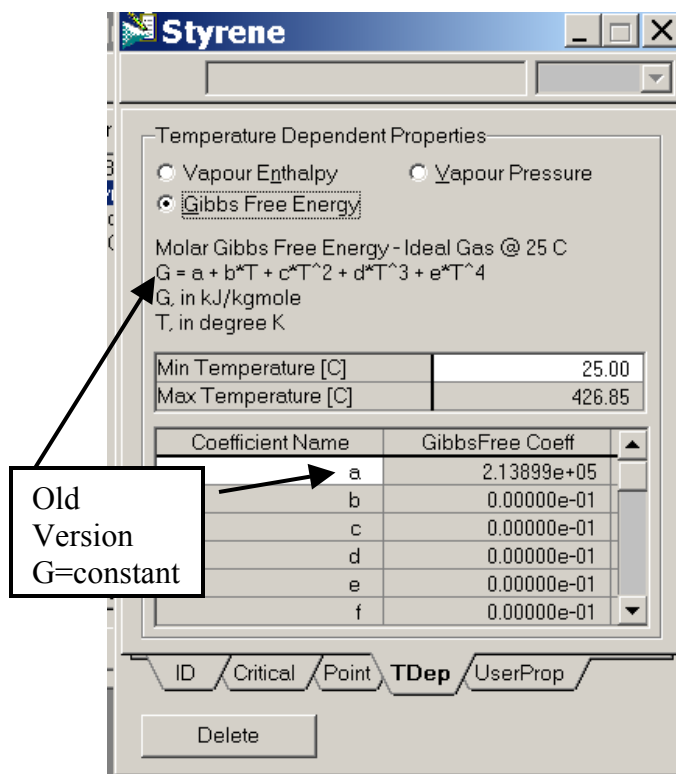 Styrene
Temperature Dependent Properties
Vapour Enthalpy Vapour Pressure
Gibbs Free Energy
Molar Gibbs Free Energy - Ideal Gas @ 25 C
G = a + b*T + c*T^2 + d*T^3 + e*T^4
G, in kJ/kgmole
T, in degree K
Min Temperature [C] 25.00
Max Temperature [C] 426.85
Coefficient Name GibbsFree Coeff
a 2.13899e+05
b 0.00000e-01
c 0.00000e-01
d 0.00000e-01
e 0.00000e-01
f 0.00000e-01
Old
Version
G=constant
ID Critical Point TDep UserProp
Delete